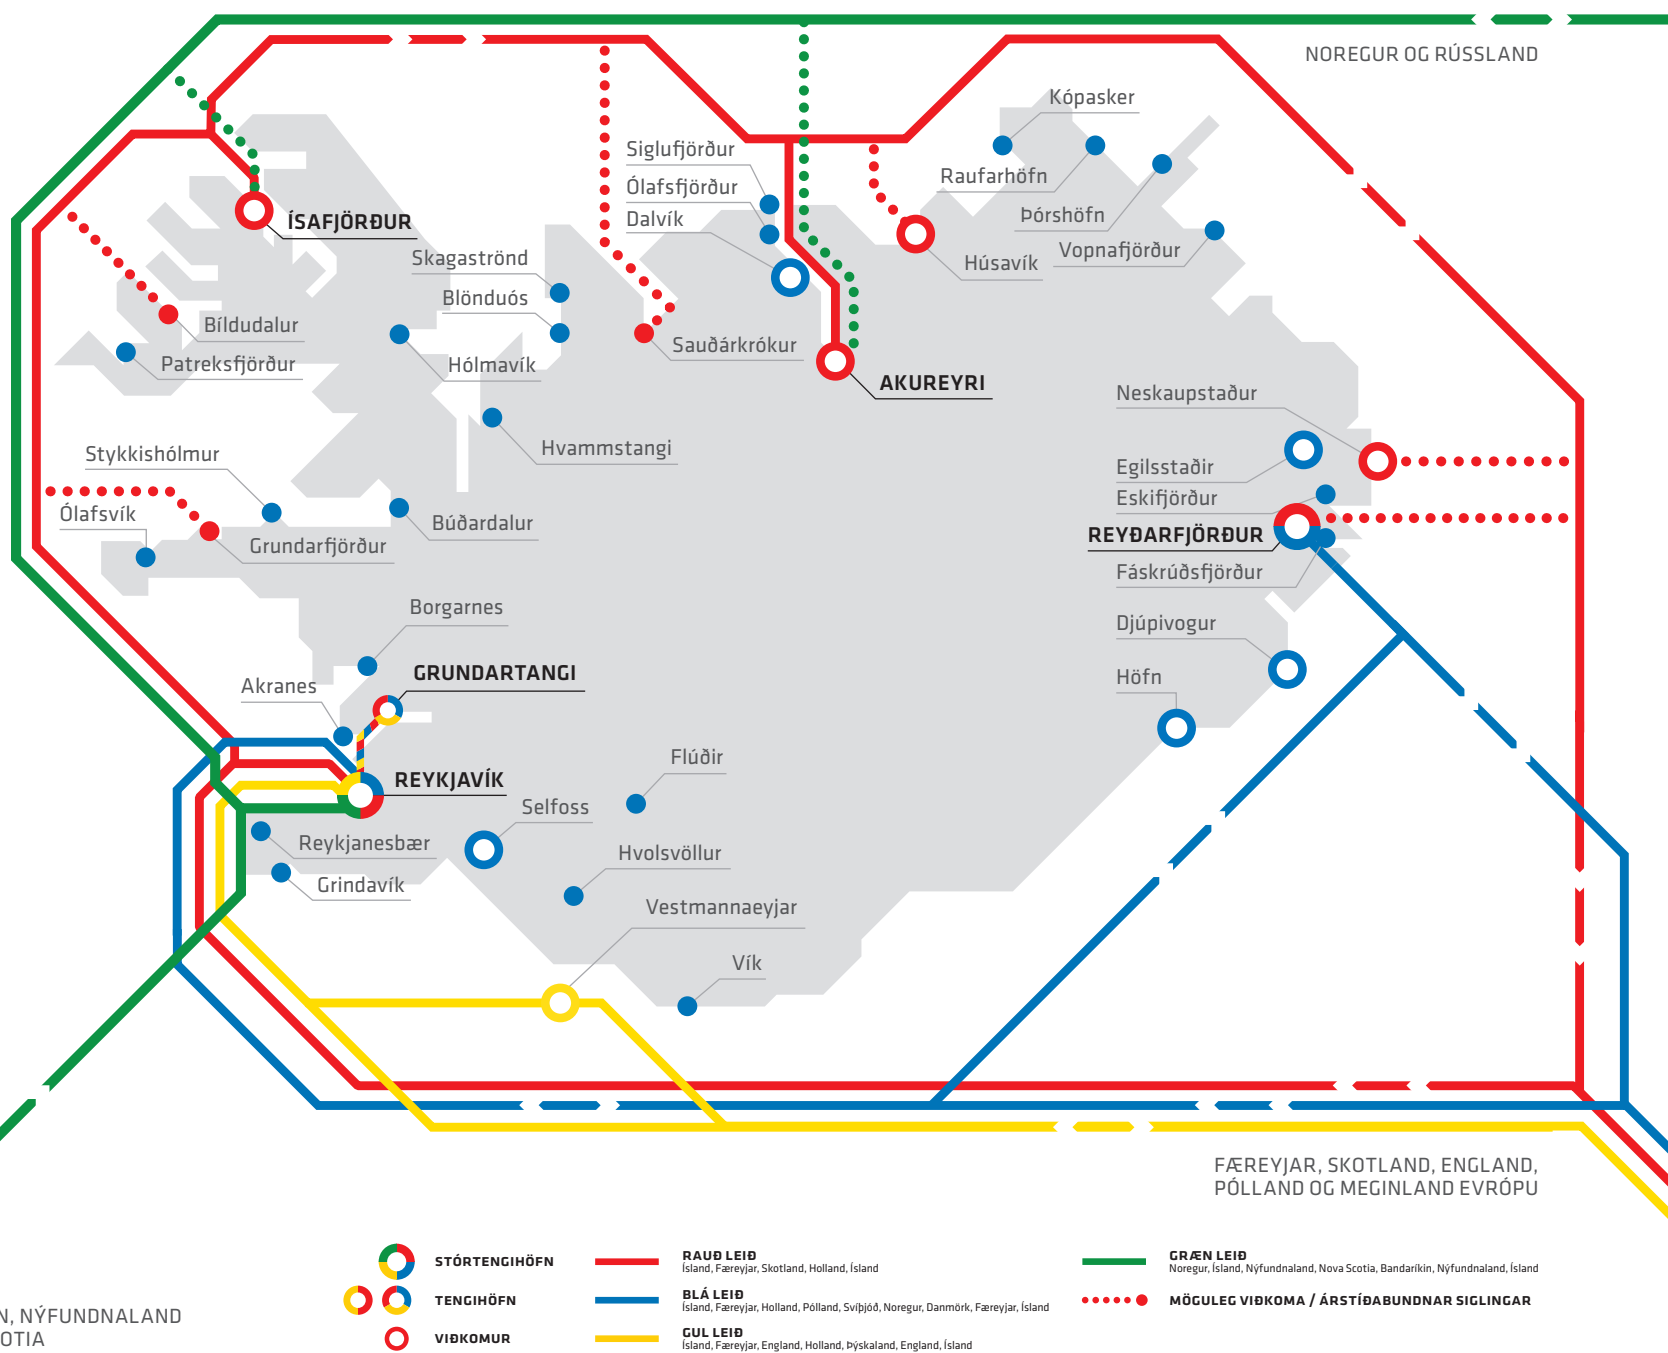 NOREGUR OG RÚSSLAND
Kópasker
Siglufjörður
Raufarhöfn
Ólafsfjörður
Dalvík
Þórshöfn
ÍSAFJÖRÐUR
Vopnafjörður
Skagaströnd
Húsavík
Blönduós
Bíldudalur
Sauðárkrókur
Patreksfjörður
Hólmavík
AKUREYRI
Neskaupstaður
Hvammstangi
Stykkishólmur
Egilsstaðir
Eskifjörður
Ólafsvík
Búðardalur
REYÐARFJÖRÐUR
Grundarfjörður
Fáskrúðsfjörður
Borgarnes
Djúpivogur
GRUNDARTANGI
Höfn
Akranes
Flúðir
REYKJAVÍK
Selfoss
Reykjanesbær
Hvolsvöllur
Grindavík
Vestmannaeyjar
Vík
FÆREYJAR, SKOTLAND, ENGLAND,
PÓLLAND OG MEGINLAND EVRÓPU
N, NÝFUNDNALAND
OTIA
STÓRTENGIHÖFN
TENGIHÖFN
VIÐKOMUR
RAUÐ LEIÐ
Ísland, Færeyjar, Skotland, Holland, Ísland
BLÁ LEIÐ
Ísland, Færeyjar, Holland, Pólland, Svíþjóð, Noregur, Danmörk, Færeyjar, Ísland
GUL LEIÐ
Ísland, Færeyjar, England, Holland, Þýskaland, England, Ísland
GRÆN LEIÐ
Noregur, Ísland, Nýfundnaland, Nova Scotia, Bandaríkin, Nýfundnaland, Ísland
MÖGULEG VIÐKOMA / ÁRSTÍÐABUNDNAR SIGLINGAR